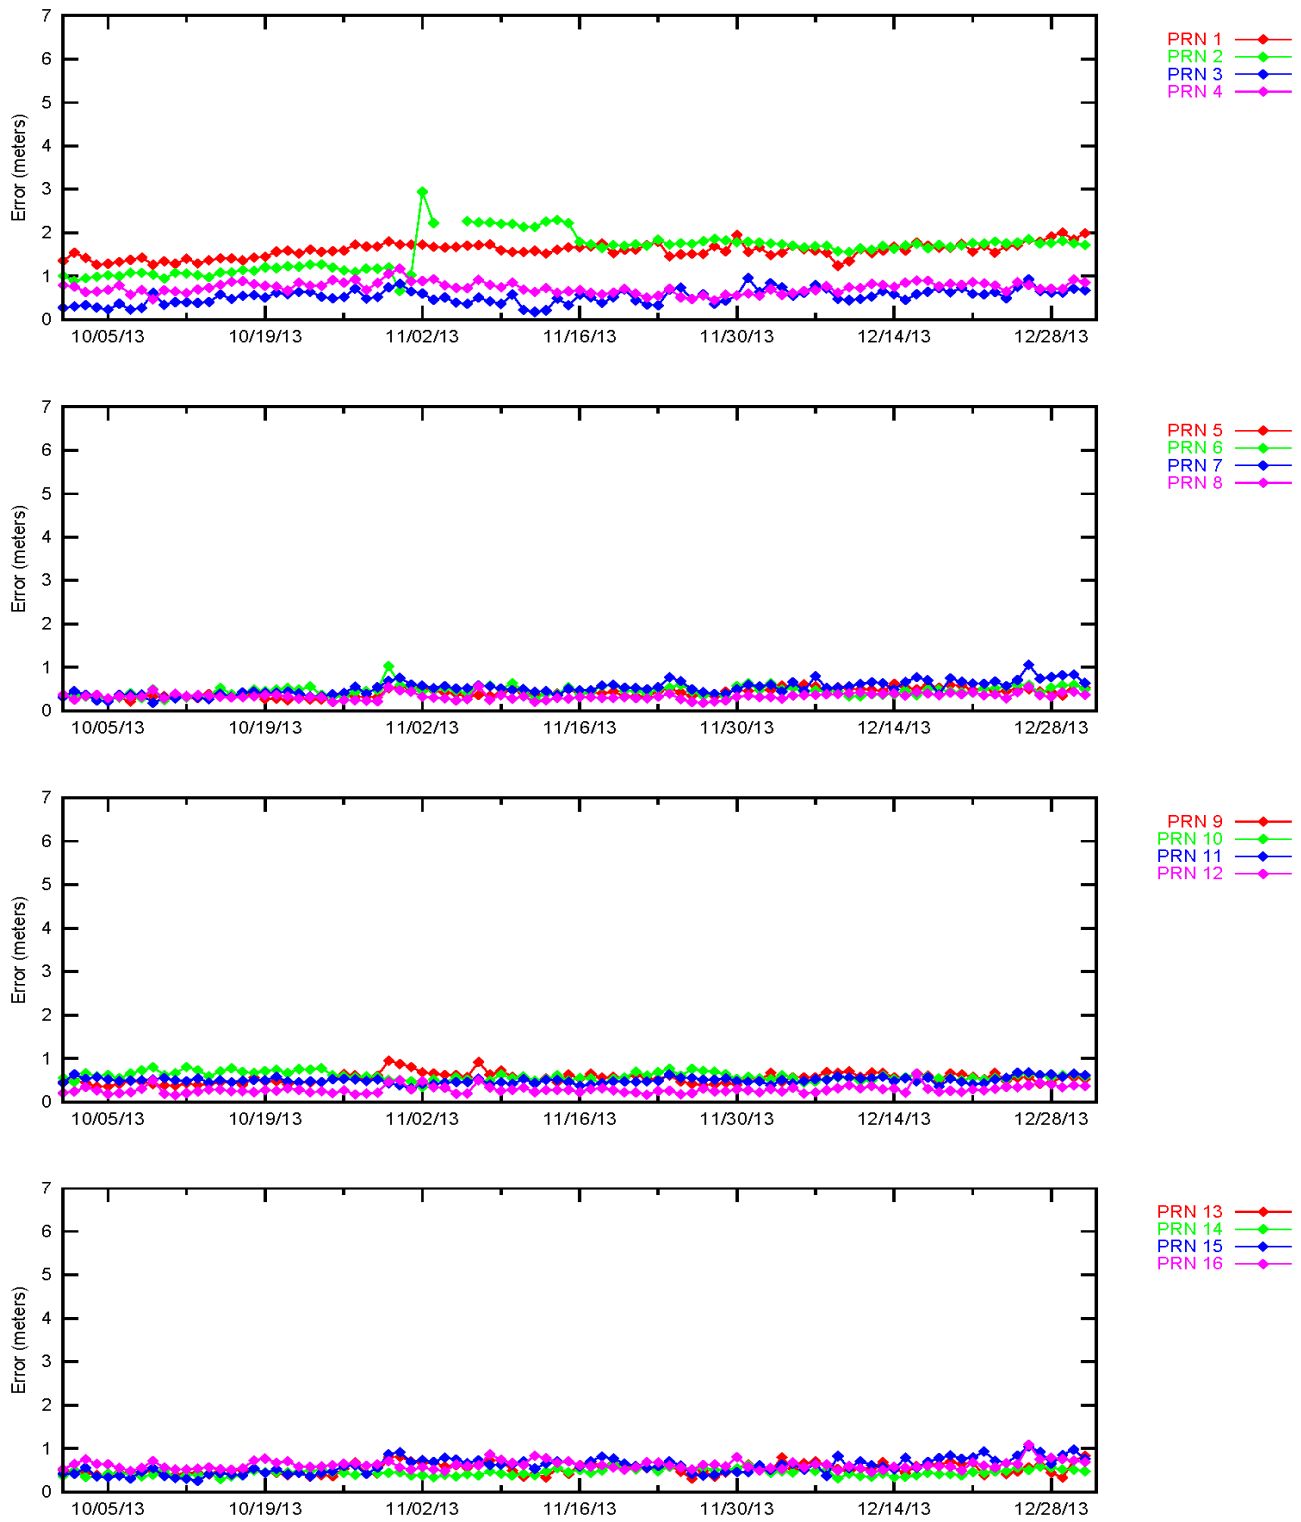 7
6
5
4
3
2
1
0
Error (meters)
10/05/13 10/19/13 11/02/13 11/16/13 11/30/13 12/14/13 12/28/13
PRN 1
PRN 2
PRN 3
PRN 4
7
6
5
4
3
2
1
0
Error (meters)
10/05/13 10/19/13 11/02/13 11/16/13 11/30/13 12/14/13 12/28/13
PRN 5
PRN 6
PRN 7
PRN 8
7
6
5
4
3
2
1
0
Error (meters)
10/05/13 10/19/13 11/02/13 11/16/13 11/30/13 12/14/13 12/28/13
PRN 9
PRN 10
PRN 11
PRN 12
7
6
5
4
3
2
1
0
Error (meters)
10/05/13 10/19/13 11/02/13 11/16/13 11/30/13 12/14/13 12/28/13
PRN 13
PRN 14
PRN 15
PRN 16